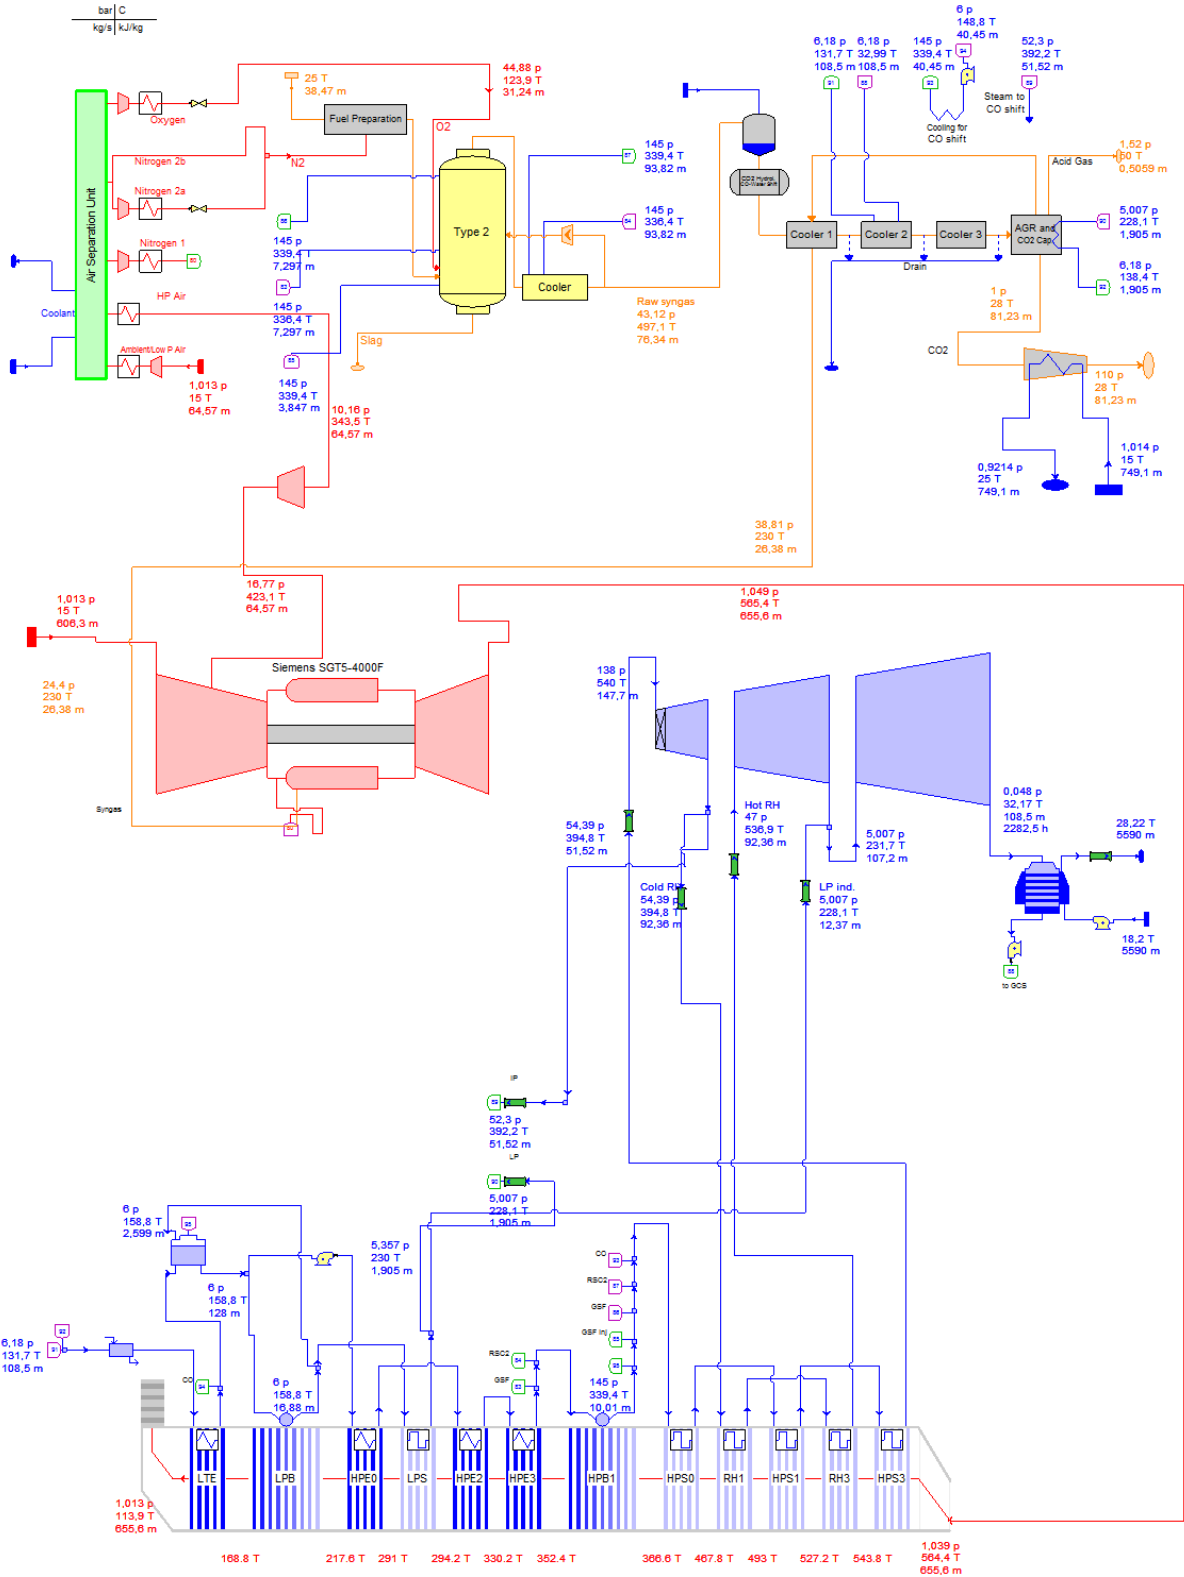 bar C
kg/s kJ/kg
25 T
38,47 m
44,88 p
123,9 T
31,24 m
Fuel Preparation
Oxygen
O2
N2
Nitrogen 2b
Nitrogen 2a
Nitrogen 1
HP Air
Ambient/Low P Air
Air Separation Unit
Coolant
1,013 p
15 T
64,57 m
145 p
339,4 T
7,297 m
145 p
336,4 T
7,297 m
145 p
339,4 T
3,847 m
Type 2
Slag
Cooler
145 p
339,4 T
93,82 m
145 p
336,4 T
93,82 m
Raw syngas
43,12 p
497,1 T
76,34 m
6,18 p
131,7 T
108,5 m
6,18 p
32,99 T
108,5 m
145 p
339,4 T
40,45 m
6 p
148,8 T
40,45 m
52,3 p
392,2 T
51,52 m
Steam to
CO shift
Cooling for
CO shift
Acid Gas
1,52 p
50 T
0,5059 m
Cooler 1
Cooler 2
Cooler 3
AGR and
CO2 Cap
Drain
5,007 p
228,1 T
1,905 m
6,18 p
138,4 T
1,905 m
1 p
28 T
81,23 m
CO2
110 p
28 T
81,23 m
0,9214 p
25 T
749,1 m
1,014 p
15 T
749,1 m
10,16 p
343,5 T
64,57 m
38,81 p
230 T
26,38 m
16,77 p
423,1 T
64,57 m
1,013 p
15 T
606,3 m
1,049 p
565,4 T
655,6 m
24,4 p
230 T
26,38 m
Siemens SGT5-4000F
Syngas
138 p
540 T
147,7 m
54,39 p
394,8 T
51,52 m
Hot RH
47 p
536,9 T
92,36 m
5,007 p
231,7 T
107,2 m
0,048 p
32,17 T
108,5 m
2282,5 h
28,22 T
5590 m
Cold RH
54,39 p
394,8 T
92,36 m
LP ind.
5,007 p
228,1 T
12,37 m
18,2 T
5590 m
to GCS
IP
52,3 p
392,2 T
51,52 m
LP
5,007 p
228,1 T
1,905 m
6 p
158,8 T
2,599 m
5,357 p
230 T
1,905 m
6 p
158,8 T
128 m
6,18 p
131,7 T
108,5 m
CO
6 p
158,8 T
16,88 m
RSC2
GSF
CO
RSC2
GSF
GSF inj
145 p
339,4 T
10,01 m
LTE LPB HPE0 LPS HPE2 HPE3 HPB1 HPS0 RH1 HPS1 RH3 HPS3
1,013 p
113,9 T
655,6 m
168.8 T 217.6 T 291 T 294.2 T 330.2 T 352.4 T 366.6 T 467.8 T 493 T 527.2 T 543.8 T
1,039 p
564,4 T
655,6 m